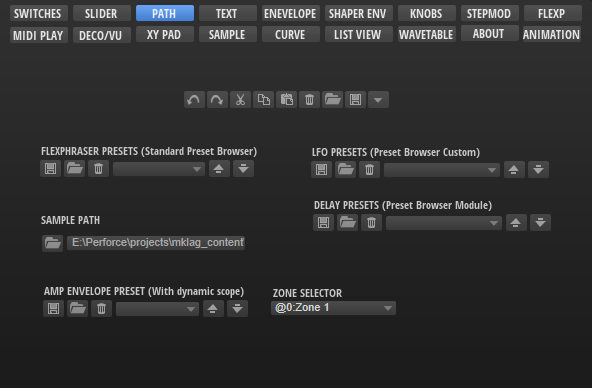 SWITCHES SLIDER PATH TEXT ENEVELOPE SHAPER ENV KNOBS STEPMOD FLEXP
MIDI PLAY DECO/VU XY PAD SAMPLE CURVE LIST VIEW WAVETABLE ABOUT ANIMATION
FLEXPHRASER PRESETS (Standard Preset Browser)
LFO PRESETS (Preset Browser Custom)
DELAY PRESETS (Preset Browser Module)
SAMPLE PATH
E:\Perforce\projects\mklag_content
AMP ENVELOPE PRESET (With dynamic scope)
ZONE SELECTOR
@0:Zone 1